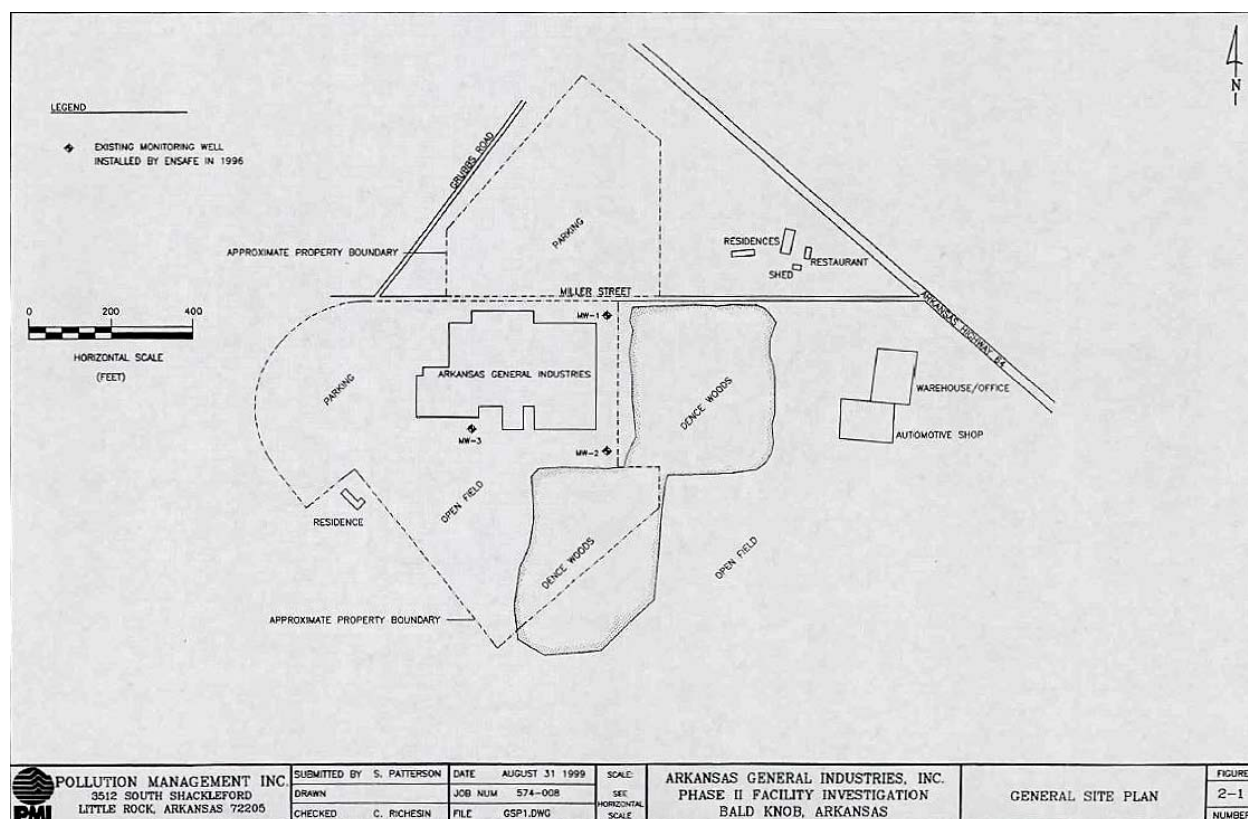 LEGEND
EXISTING MONITORING WELL
INSTALLED BY ENSAFE IN 1996
N
GRUBBS ROAD
PARKING
APPROXIMATE PROPERTY BOUNDARY
RESIDENCES
RESTAURANT
SHED
MILLER STREET
ARKANSAS HIGHWAY 64
0 200 400
HORIZONTAL SCALE
(FEET)
MW-1
PARKING
ARKANSAS GENERAL INDUSTRIES
DENCE WOODS
WAREHOUSE/OFFICE
AUTOMOTIVE SHOP
MW-3
MW-2
OPEN FIELD
RESIDENCE
DENCE WOODS
OPEN FIELD
APPROXIMATE PROPERTY BOUNDARY
PMI
POLLUTION MANAGEMENT INC.
3512 SOUTH SHACKLEFORD
LITTLE ROCK, ARKANSAS 72205
SUBMITTED BY S. PATTERSON
DRAWN
CHECKED C. RICHESIN
DATE AUGUST 31 1999
JOB NUM 574-008
FILE GSP1.DWG
SCALE:
SEE
HORIZONTAL
SCALE
ARKANSAS GENERAL INDUSTRIES, INC.
PHASE II FACILITY INVESTIGATION
BALD KNOB, ARKANSAS
GENERAL SITE PLAN
FIGURE
2-1
NUMBER